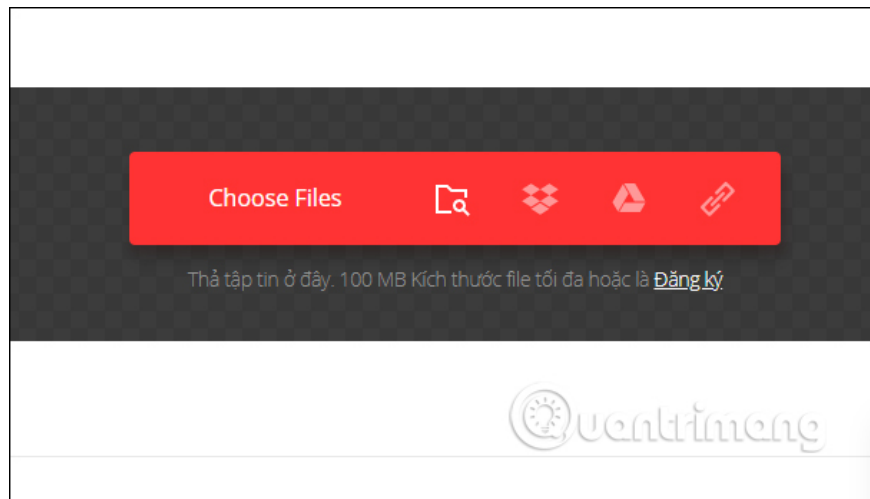 Choose Files
Thả tập tin ở đây. 100 MB Kích thước file tối đa hoặc là Đăng ký
Quantrimang